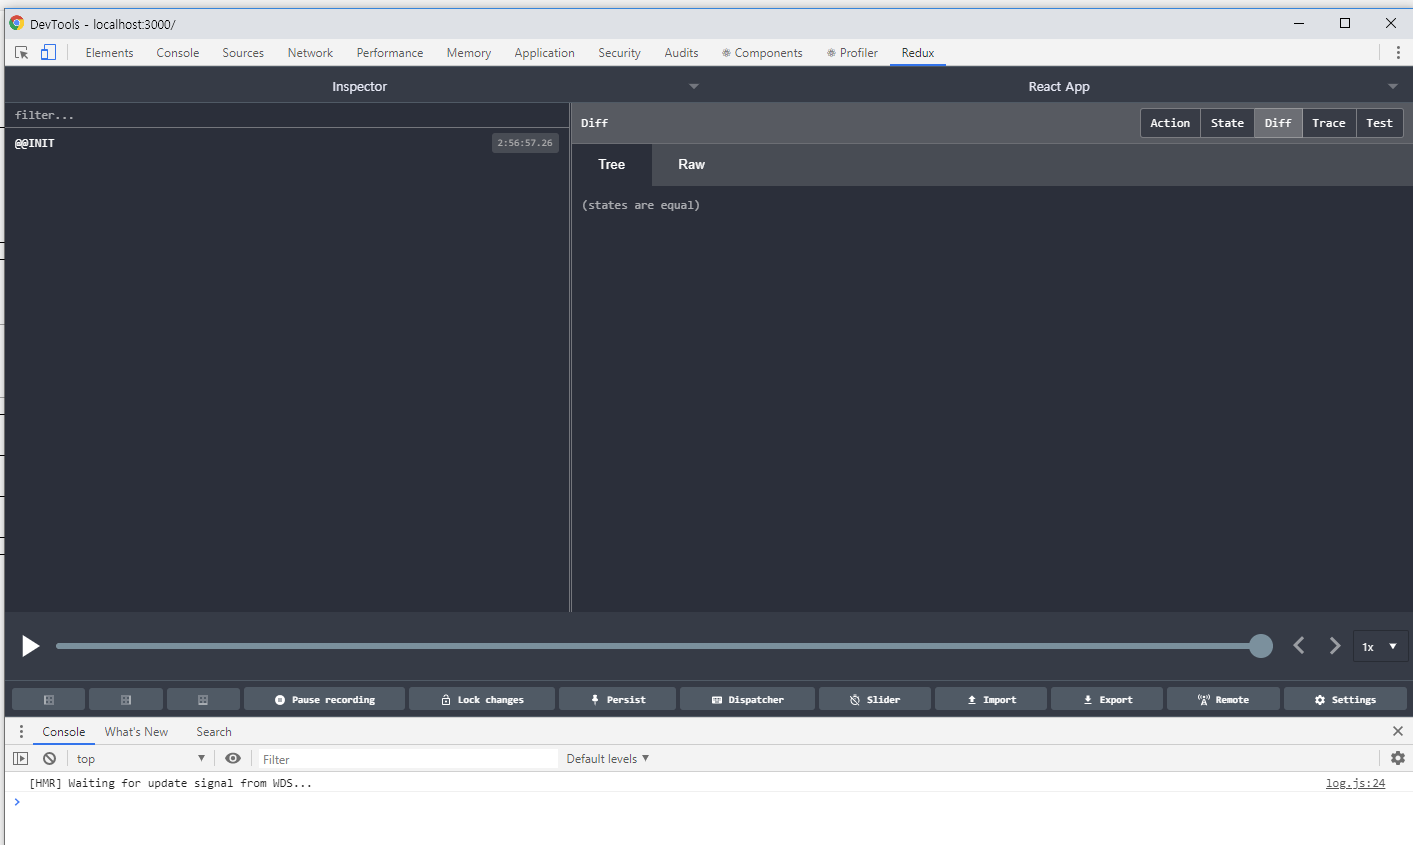 DevTools - localhost:3000/
Elements Console Sources Network Performance Memory Application Security Audits Components Profiler Redux
Inspector React App
filter...
@@INIT 2:56:57.26
Diff Action State Diff Trace Test
Tree Raw
(states are equal)
1x
Pause recording Lock changes Persist Dispatcher Slider Import Export Remote Settings
Console What's New Search
top Filter Default levels
[HMR] Waiting for update signal from WDS... log.js:24